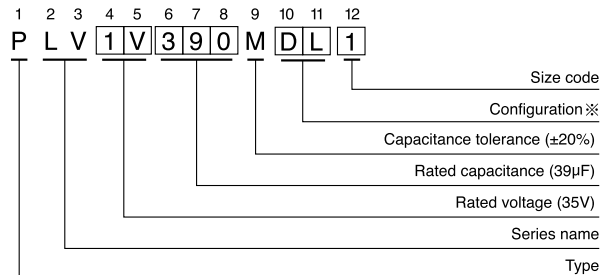 1 2 3 4 5 6 7 8 9 10 11 12
P L V 1 V 3 9 0 M D L 1
Size code
Configuration※
Capacitance tolerance (±20%)
Rated capacitance (39μF)
Rated voltage (35V)
Series name
Type